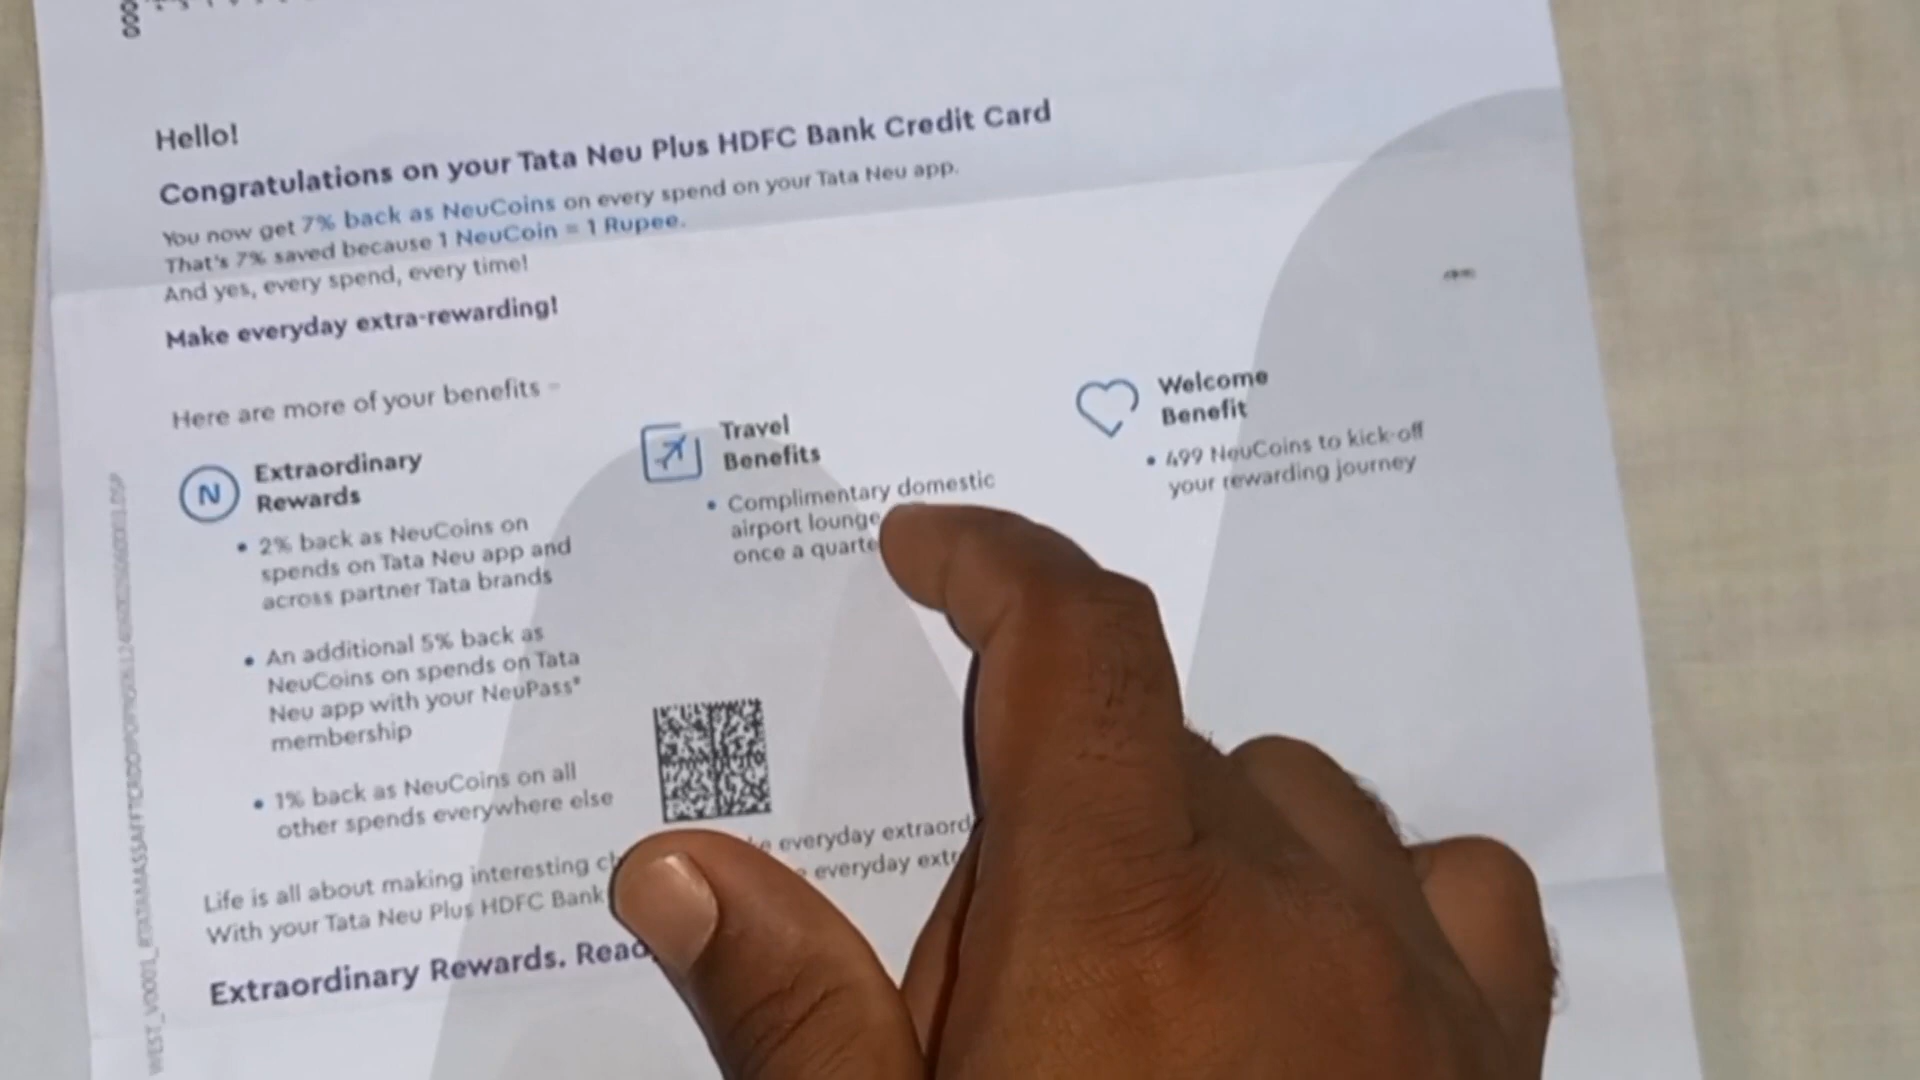 Hello!
Congratulations on your Tata Neu Plus HDFC Bank Credit Card
You now get 7% back as NeuCoins on every spend on your Tata Neu app.
That's 7% saved because 1 NeuCoin = 1 Rupee.
And yes, every spend, every time!
Make everyday extra-rewarding!
Here are more of your benefits –
Extraordinary
Rewards
• 2% back as NeuCoins on
spends on Tata Neu app and
across partner Tata brands
• An additional 5% back as
NeuCoins on spends on Tata
Neu app with your NeuPass*
membership
• 1% back as NeuCoins on all
other spends everywhere else
Travel
Benefits
• Complimentary domestic
airport lounge
once a quarte
Welcome
Benefit
• 499 NeuCoins to kick-off
your rewarding journey
Life is all about making interesting ch
everyday extraord
With your Tata Neu Plus HDFC Bank
everyday extr
Extraordinary Rewards. Read